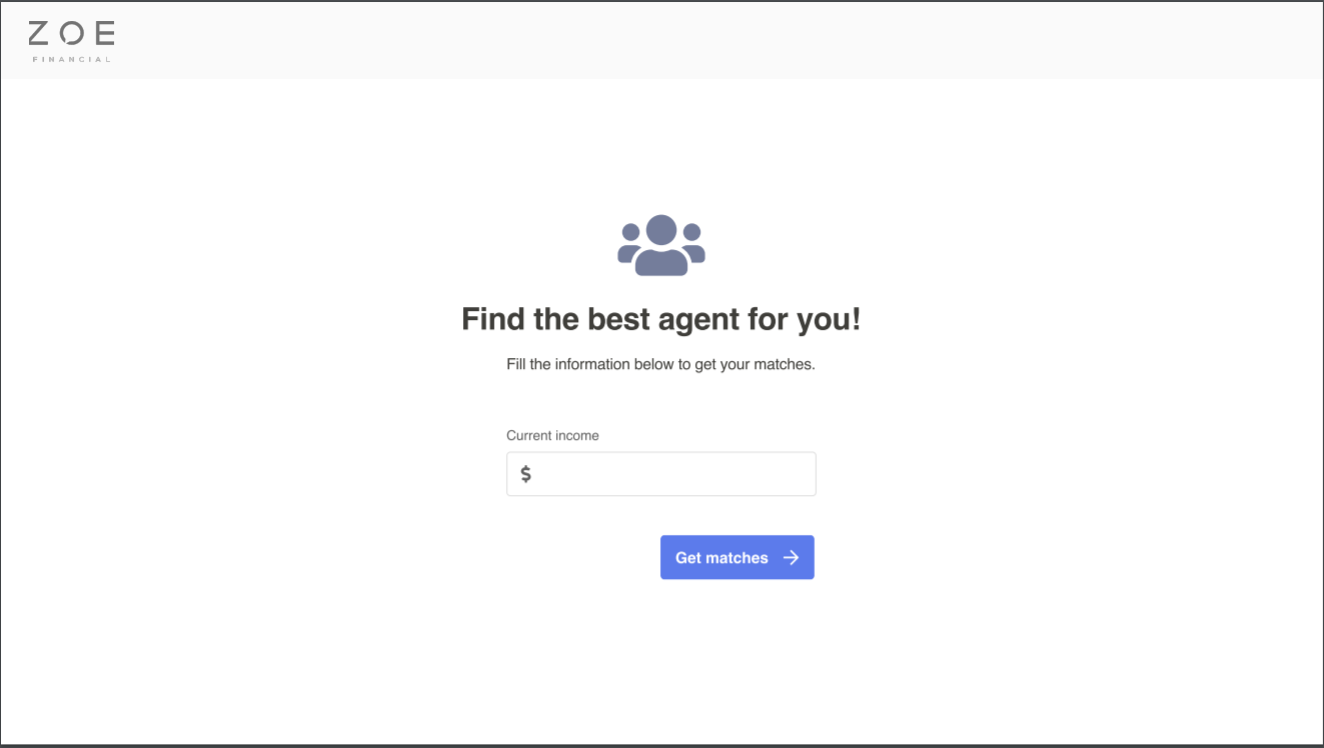 ZOE
FINANCIAL
Find the best agent for you!
Fill the information below to get your matches.
Current income
$
Get matches